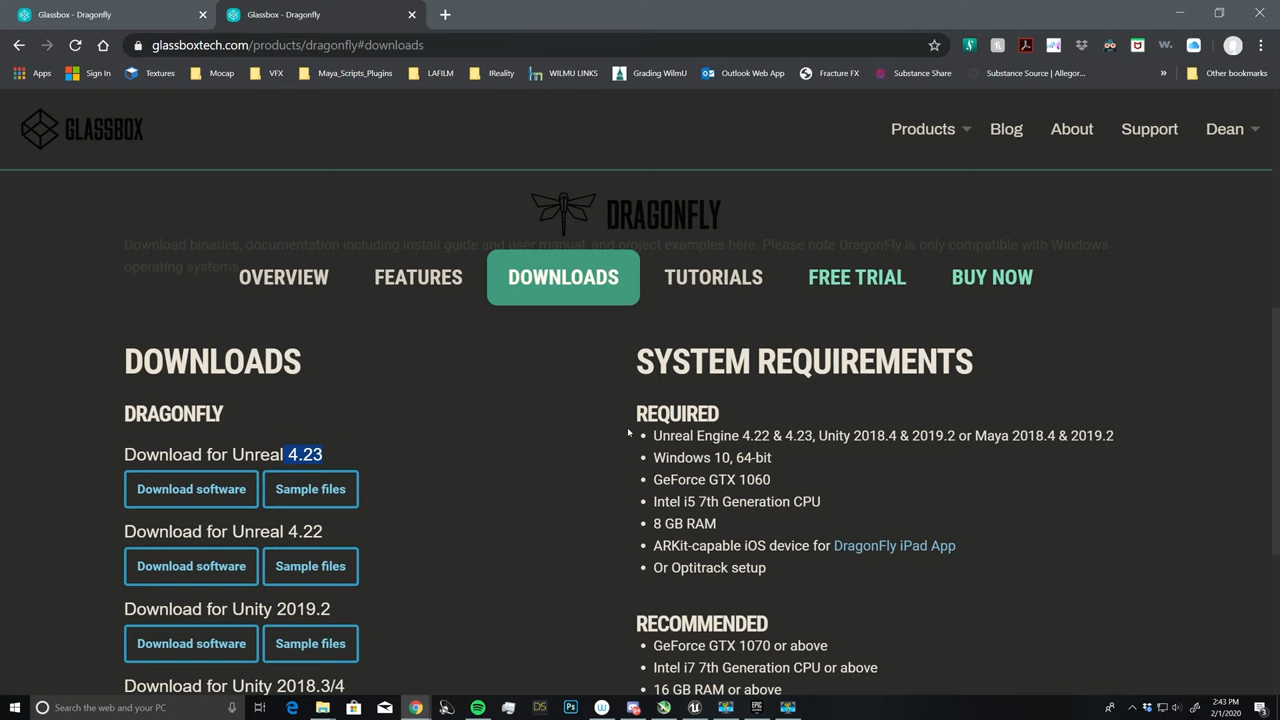 Glassbox - Dragonfly
Glassbox - Dragonfly
glassboxtech.com/products/dragonfly#downloads
Apps
Sign In
Textures
Mocap
VFX
Maya_Scripts_Plugins
LAFILM
IReality
WILMU LINKS
Grading WilmU
Outlook Web App
Fracture FX
Substance Share
Substance Source | Allegor...
Other bookmarks
GLASSBOX
Products
Blog
About
Support
Dean
DRAGONFLY
Download binaries, documentation including install guide and user manual, and project examples here. Please note DragonFly is only compatible with Windows
operating systems.
OVERVIEW
FEATURES
DOWNLOADS
TUTORIALS
FREE TRIAL
BUY NOW
DOWNLOADS
DRAGONFLY
Download for Unreal 4.23
Download software
Sample files
Download for Unreal 4.22
Download software
Sample files
Download for Unity 2019.2
Download software
Sample files
Download for Unity 2018.3/4
SYSTEM REQUIREMENTS
REQUIRED
• Unreal Engine 4.22 & 4.23, Unity 2018.4 & 2019.2 or Maya 2018.4 & 2019.2
• Windows 10, 64-bit
• GeForce GTX 1060
• Intel i5 7th Generation CPU
• 8 GB RAM
• ARKit-capable iOS device for DragonFly iPad App
• Or Optitrack setup
RECOMMENDED
• GeForce GTX 1070 or above
• Intel i7 7th Generation CPU or above
• 16 GB RAM or above
Search the web and your PC
2:43 PM
2/1/2020